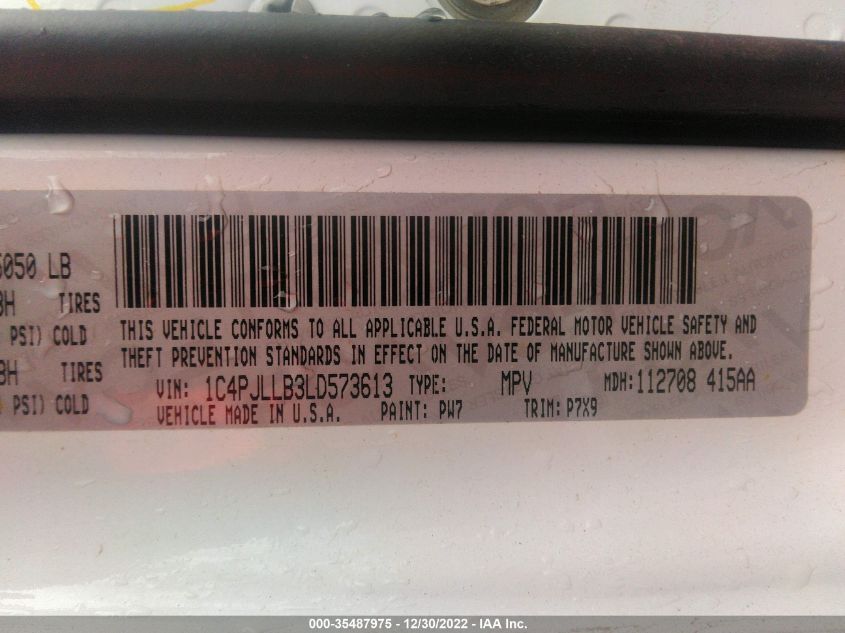 5050 LB
TIRES
PSI) COLD
TIRES
PSI) COLD
THIS VEHICLE CONFORMS TO ALL APPLICABLE U.S.A. FEDERAL MOTOR VEHICLE SAFETY AND
THEFT PREVENTION STANDARDS IN EFFECT ON THE DATE OF MANUFACTURE SHOWN ABOVE.
VIN: 1C4PJLLB3LD573613 TYPE: MPV MDH:112708 415AA
VEHICLE MADE IN U.S.A. PAINT: PW7 TRIM: P7X9
000-35487975 - 12/30/2022 - IAA Inc.